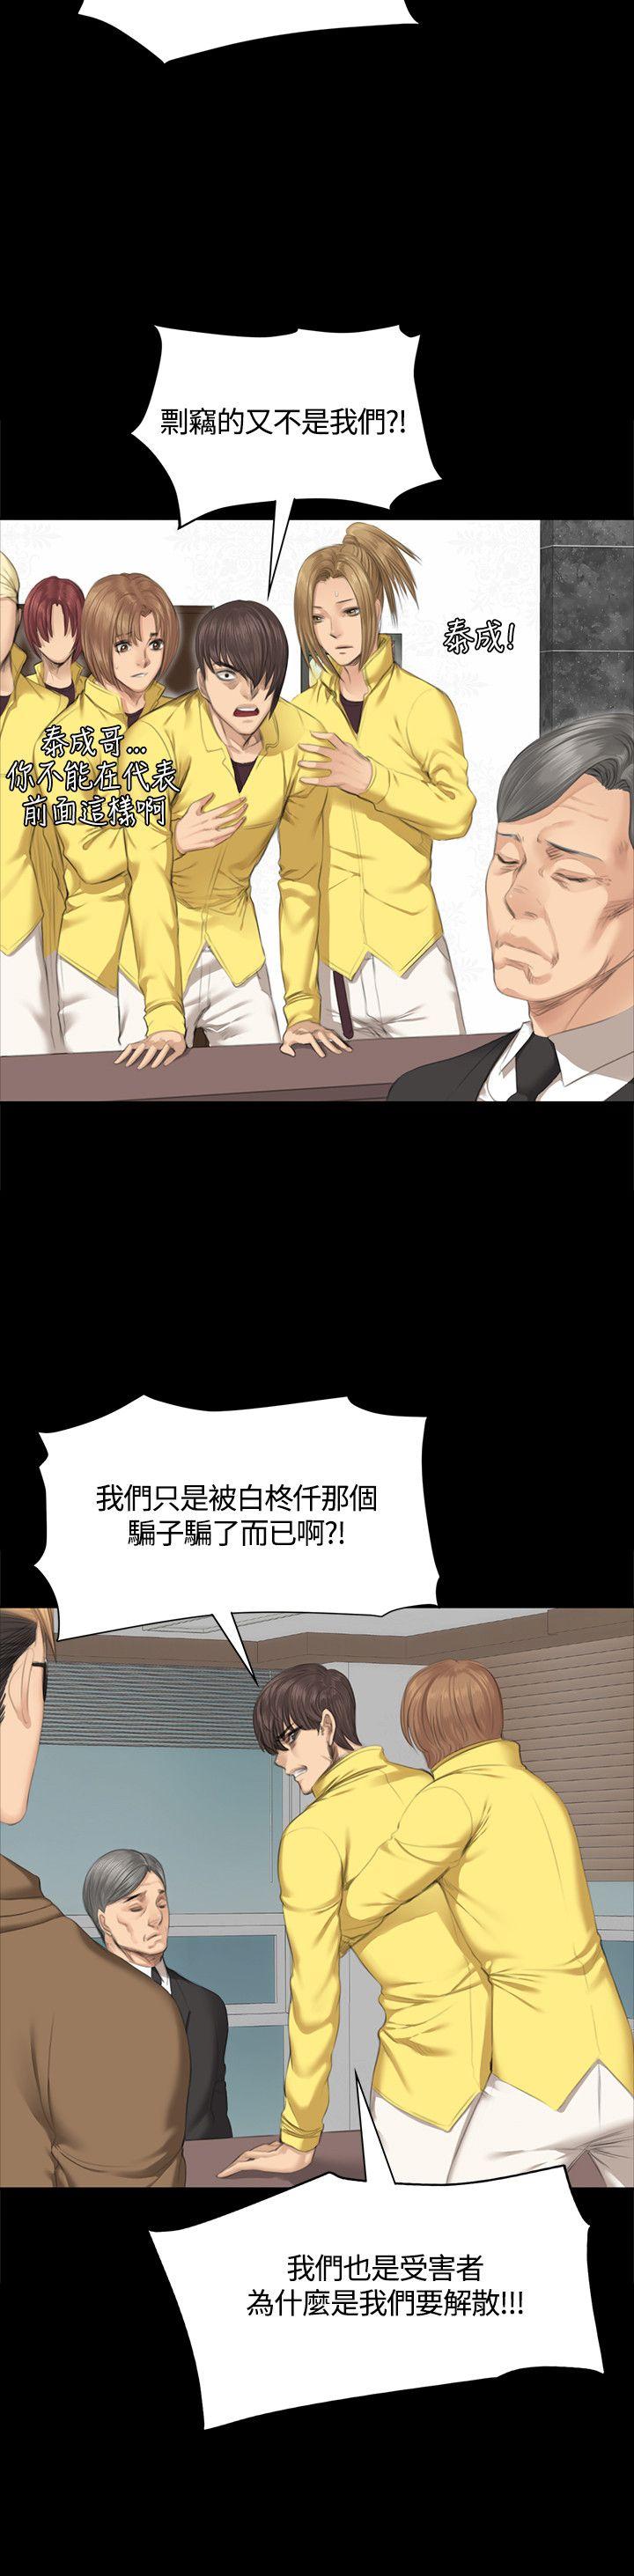 剽竊的又不是我們?!
泰成!
泰成哥...
你不能在代表
前面這樣啊
我們只是被白柊仟那個
騙子騙了而已啊?!
我們也是受害者
為什麼是我們要解散!!!